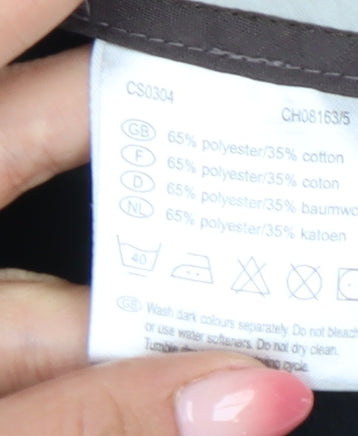 CS0304
CH08163/5
GB 65% polyester/35% cotton
F 65% polyester/35% coton
D 65% polyester/35% baumwo
NL 65% polyester/35% katoen
40
GB Wash dark colours separately. Do not bleach
or use water softeners. Do not dry clean.
Tumble cycle.